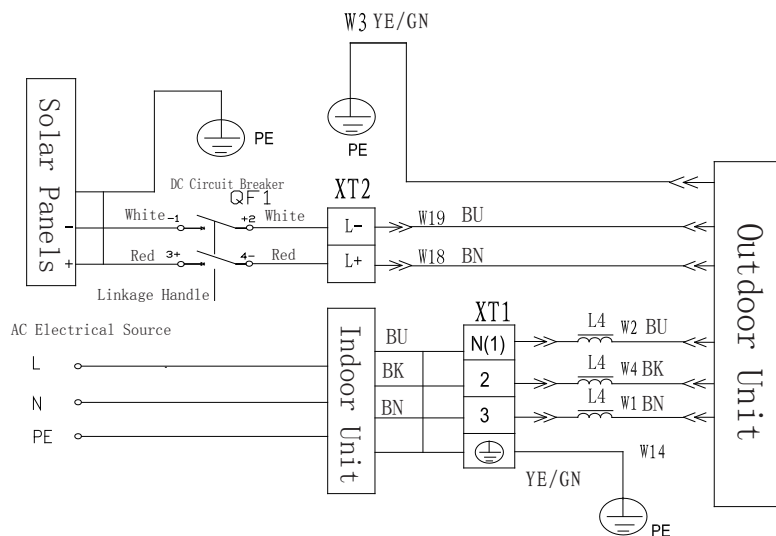 W3 YE/GN
Solar Panels
PE
PE
DC Circuit Breaker
QF1
XT2
- White -1 +2 White L- W19 BU
+ Red 3+ 4- Red L+ W18 BN
Linkage Handle
Outdoor Unit
AC Electrical Source
XT1
Indoor Unit
BU N(1) L4 W2 BU
L
BK 2 L4 W4 BK
N
BN 3 L4 W1 BN
PE
W14
YE/GN
PE